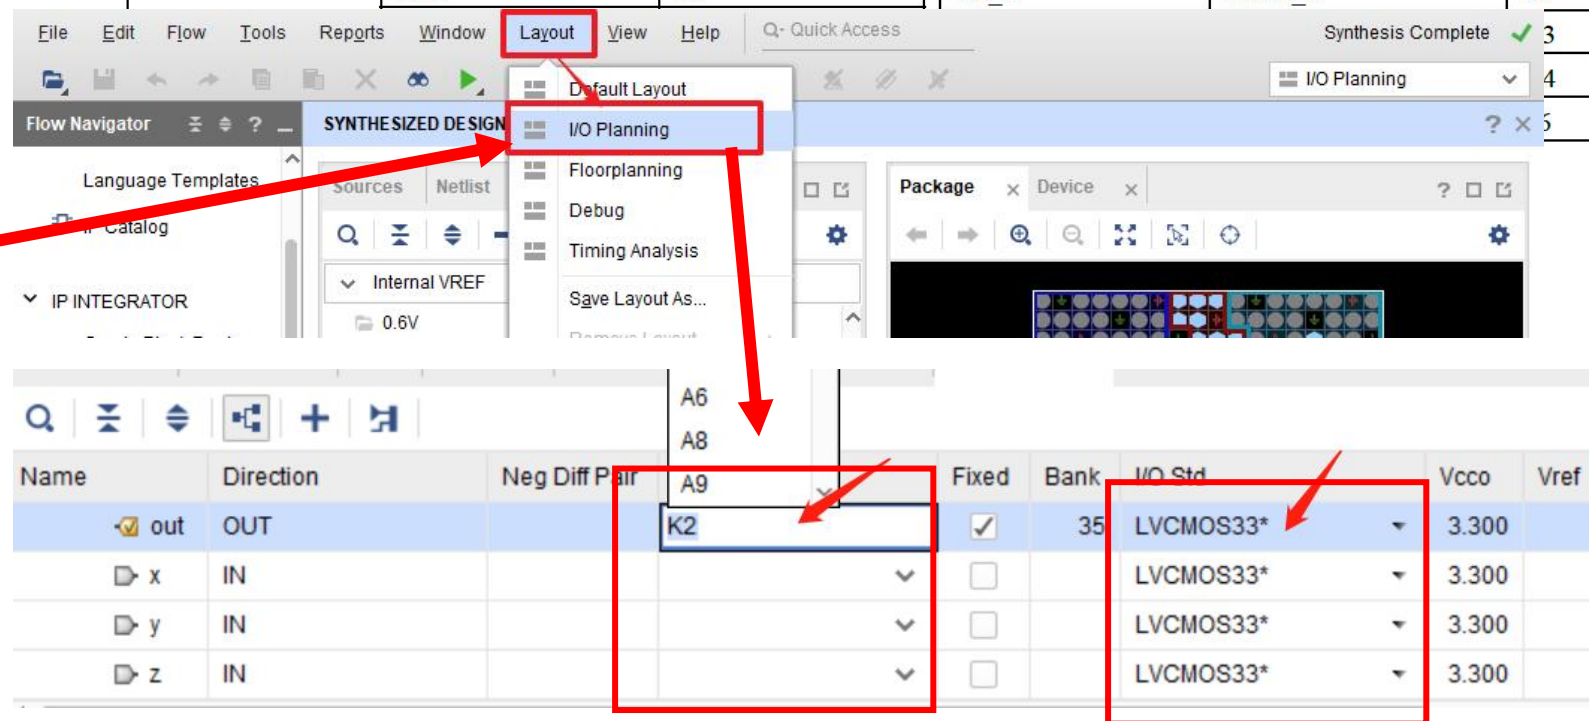 File Edit Flow Tools Reports Window Layout View Help Q- Quick Access Synthesis Complete 3
Default Layout I/O Planning 4
Flow Navigator ? _ SYNTHESIZED DESIGN I/O Planning ? × 5
Language Templates Sources Netlist Floorplanning Package × Device × ?
IP Catalog Debug
Timing Analysis
IP INTEGRATOR Internal VREF Save Layout As...
0.6V
A6
A8
Name Direction Neg Diff Pair A9 Fixed Bank I/O Std Vcco Vref
out OUT K2 35 LVCMOS33* 3.300
x IN LVCMOS33* 3.300
y IN LVCMOS33* 3.300
z IN LVCMOS33* 3.300